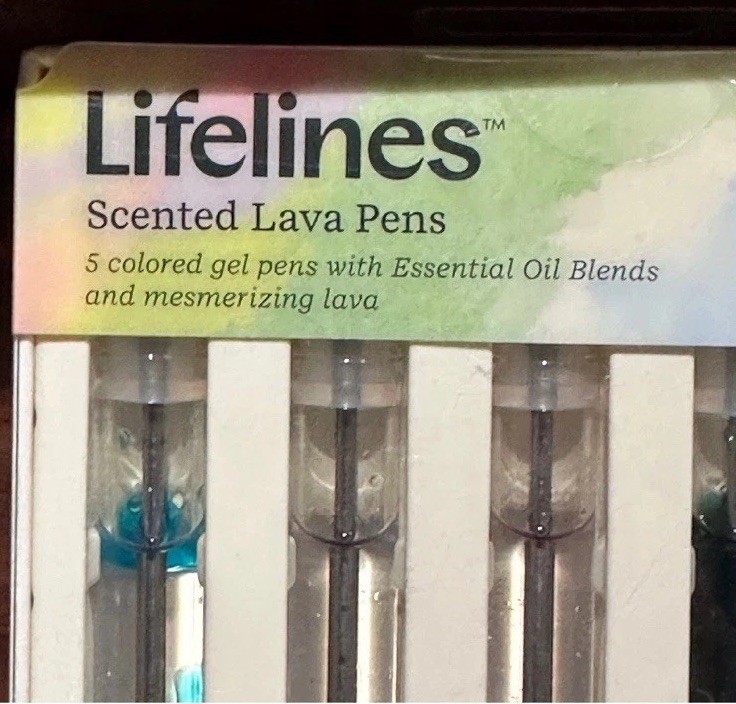 Lifelines™
Scented Lava Pens
5 colored gel pens with Essential Oil Blends
and mesmerizing lava